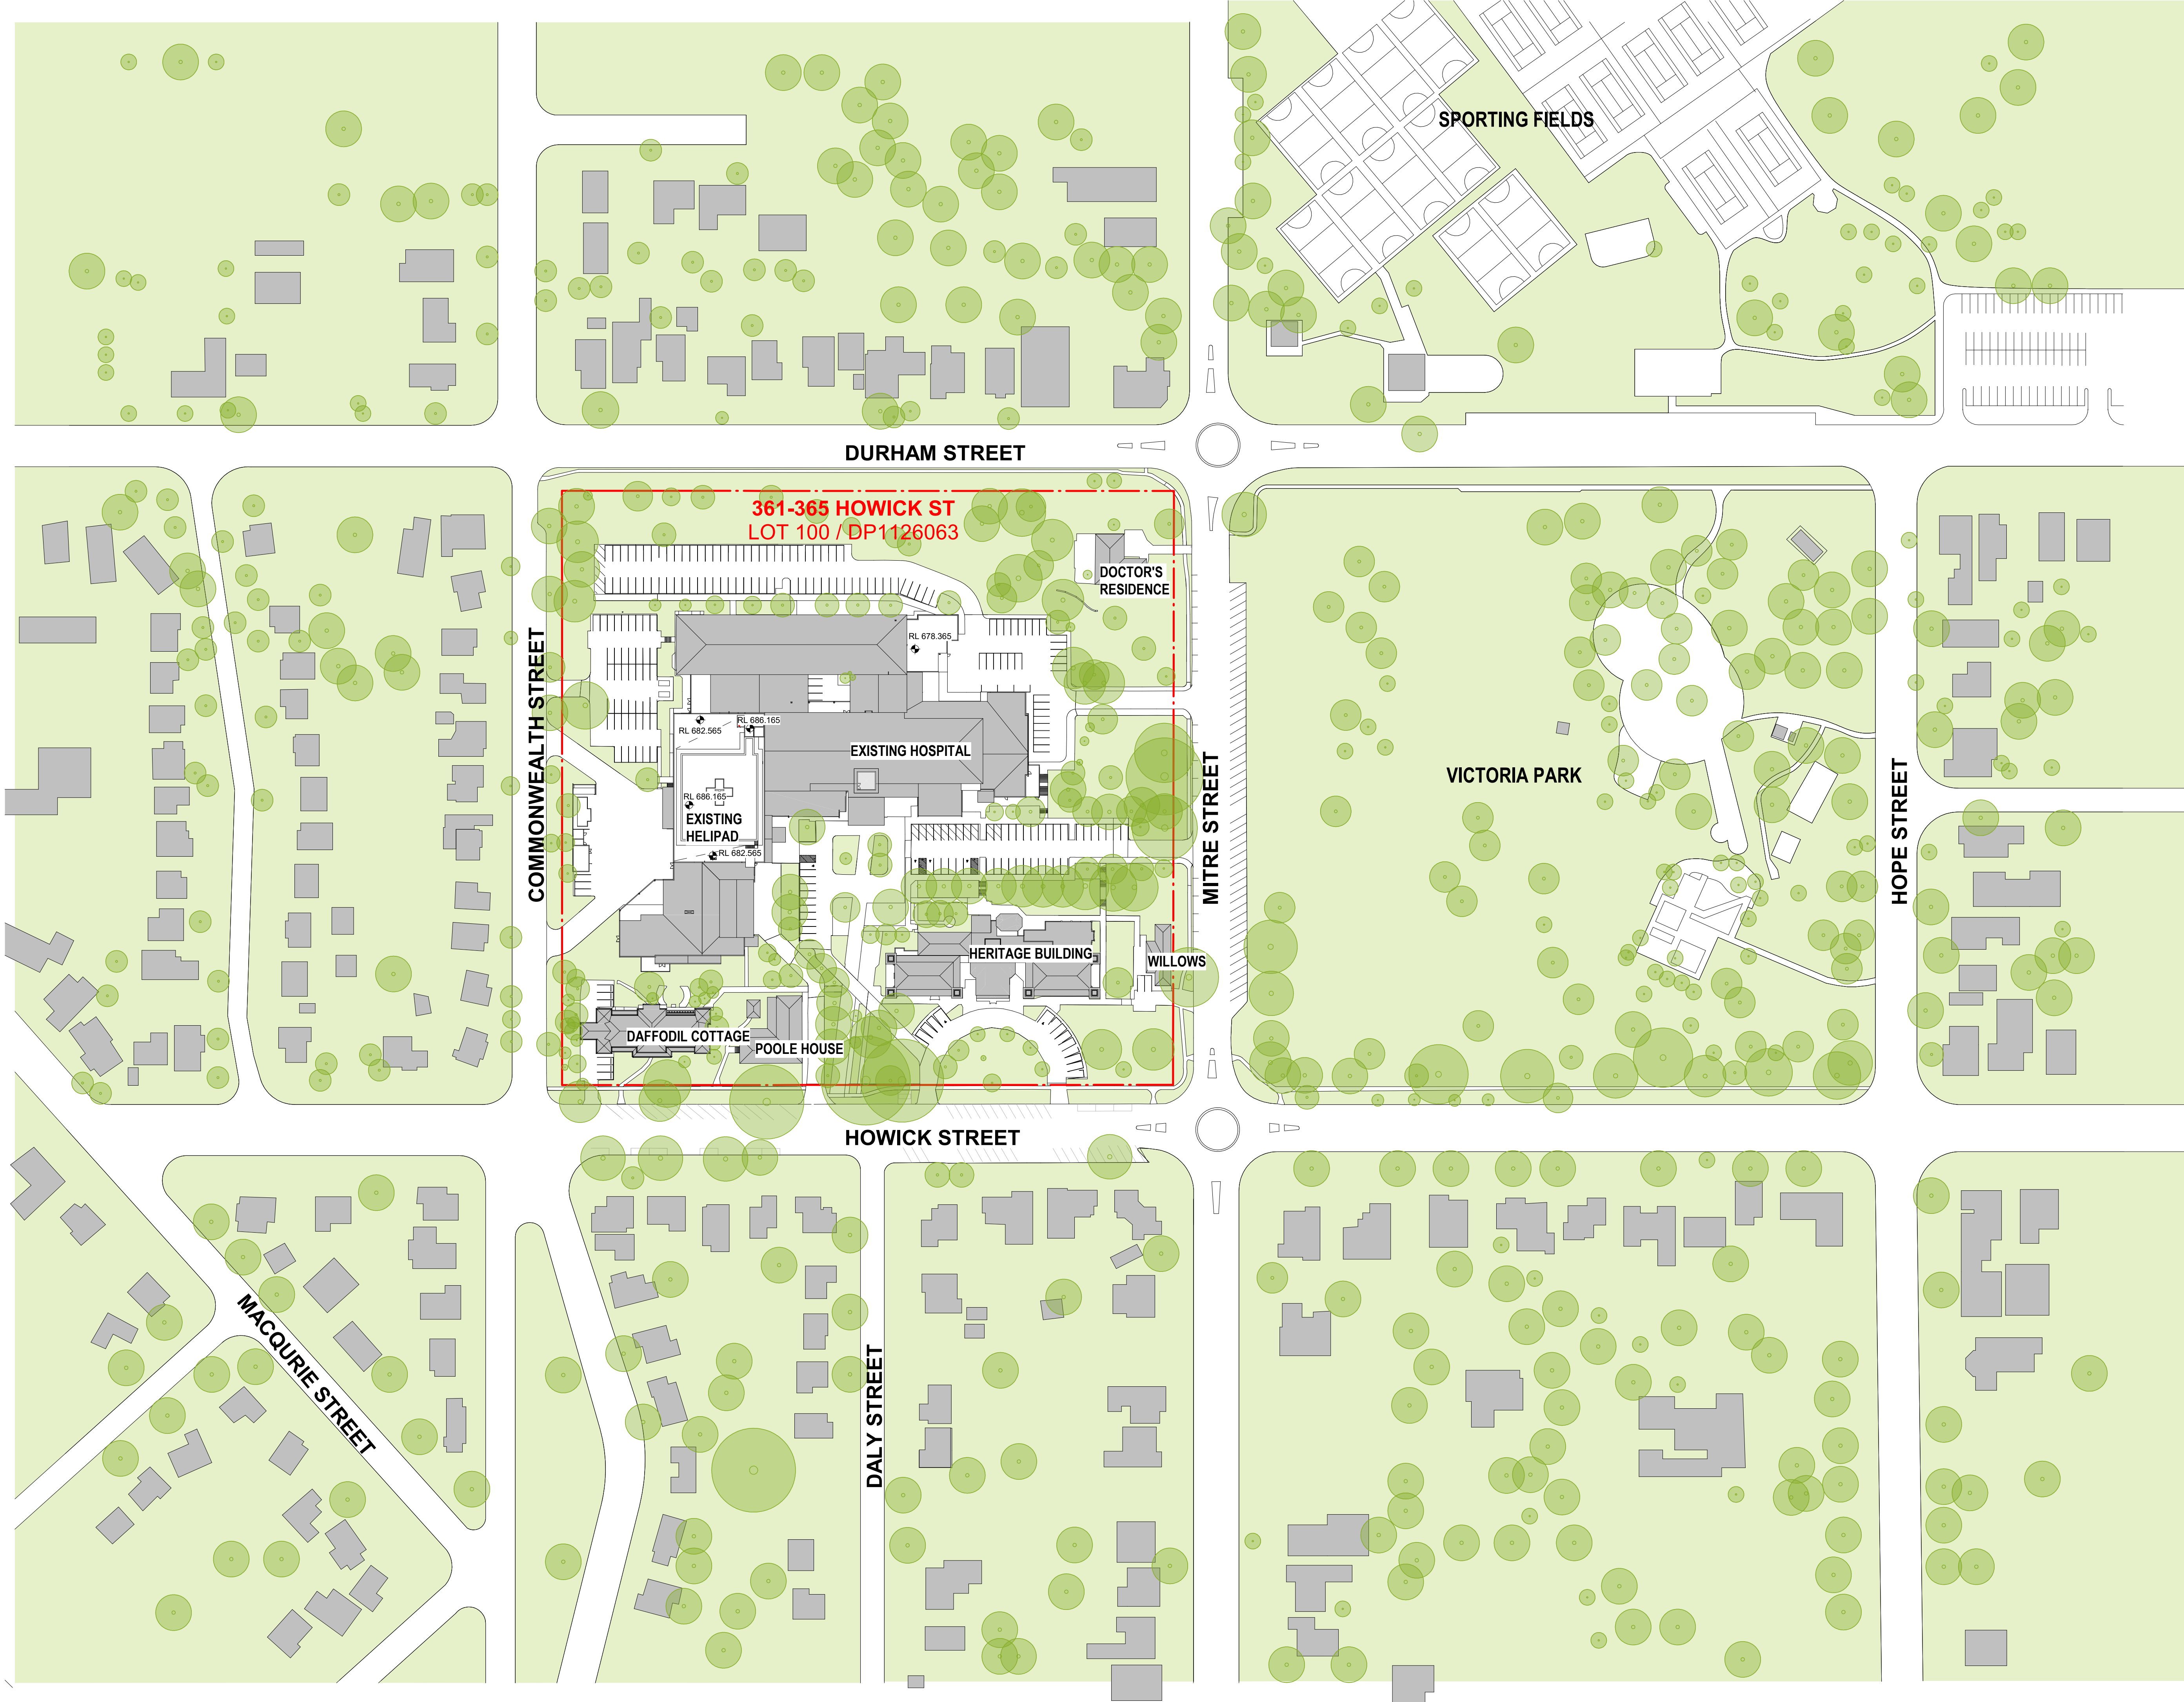 SPORTING FIELDS
DURHAM STREET
361-365 HOWICK ST
LOT 100 / DP1126063
DOCTOR'S
RESIDENCE
RL 678.365
COMMONWEALTH STREET
RL 686.165
RL 682.565
EXISTING HOSPITAL
MITRE STREET
VICTORIA PARK
HOPE STREET
RL 686.165
EXISTING
HELIPAD
RL 682.565
HERITAGE BUILDING
WILLOWS
DAFFODIL COTTAGE
POOLE HOUSE
HOWICK STREET
MACQURIE STREET
DALY STREET